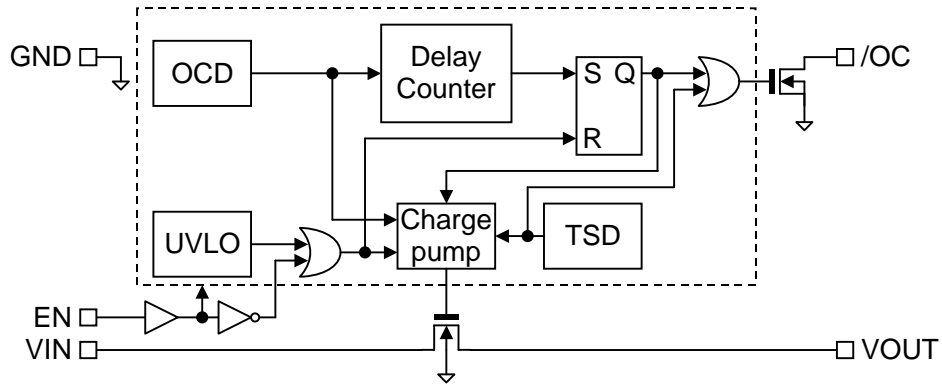 GND
OCD
Delay
Counter
S Q
R
/OC
UVLO
Charge
pump
TSD
EN
VIN
VOUT